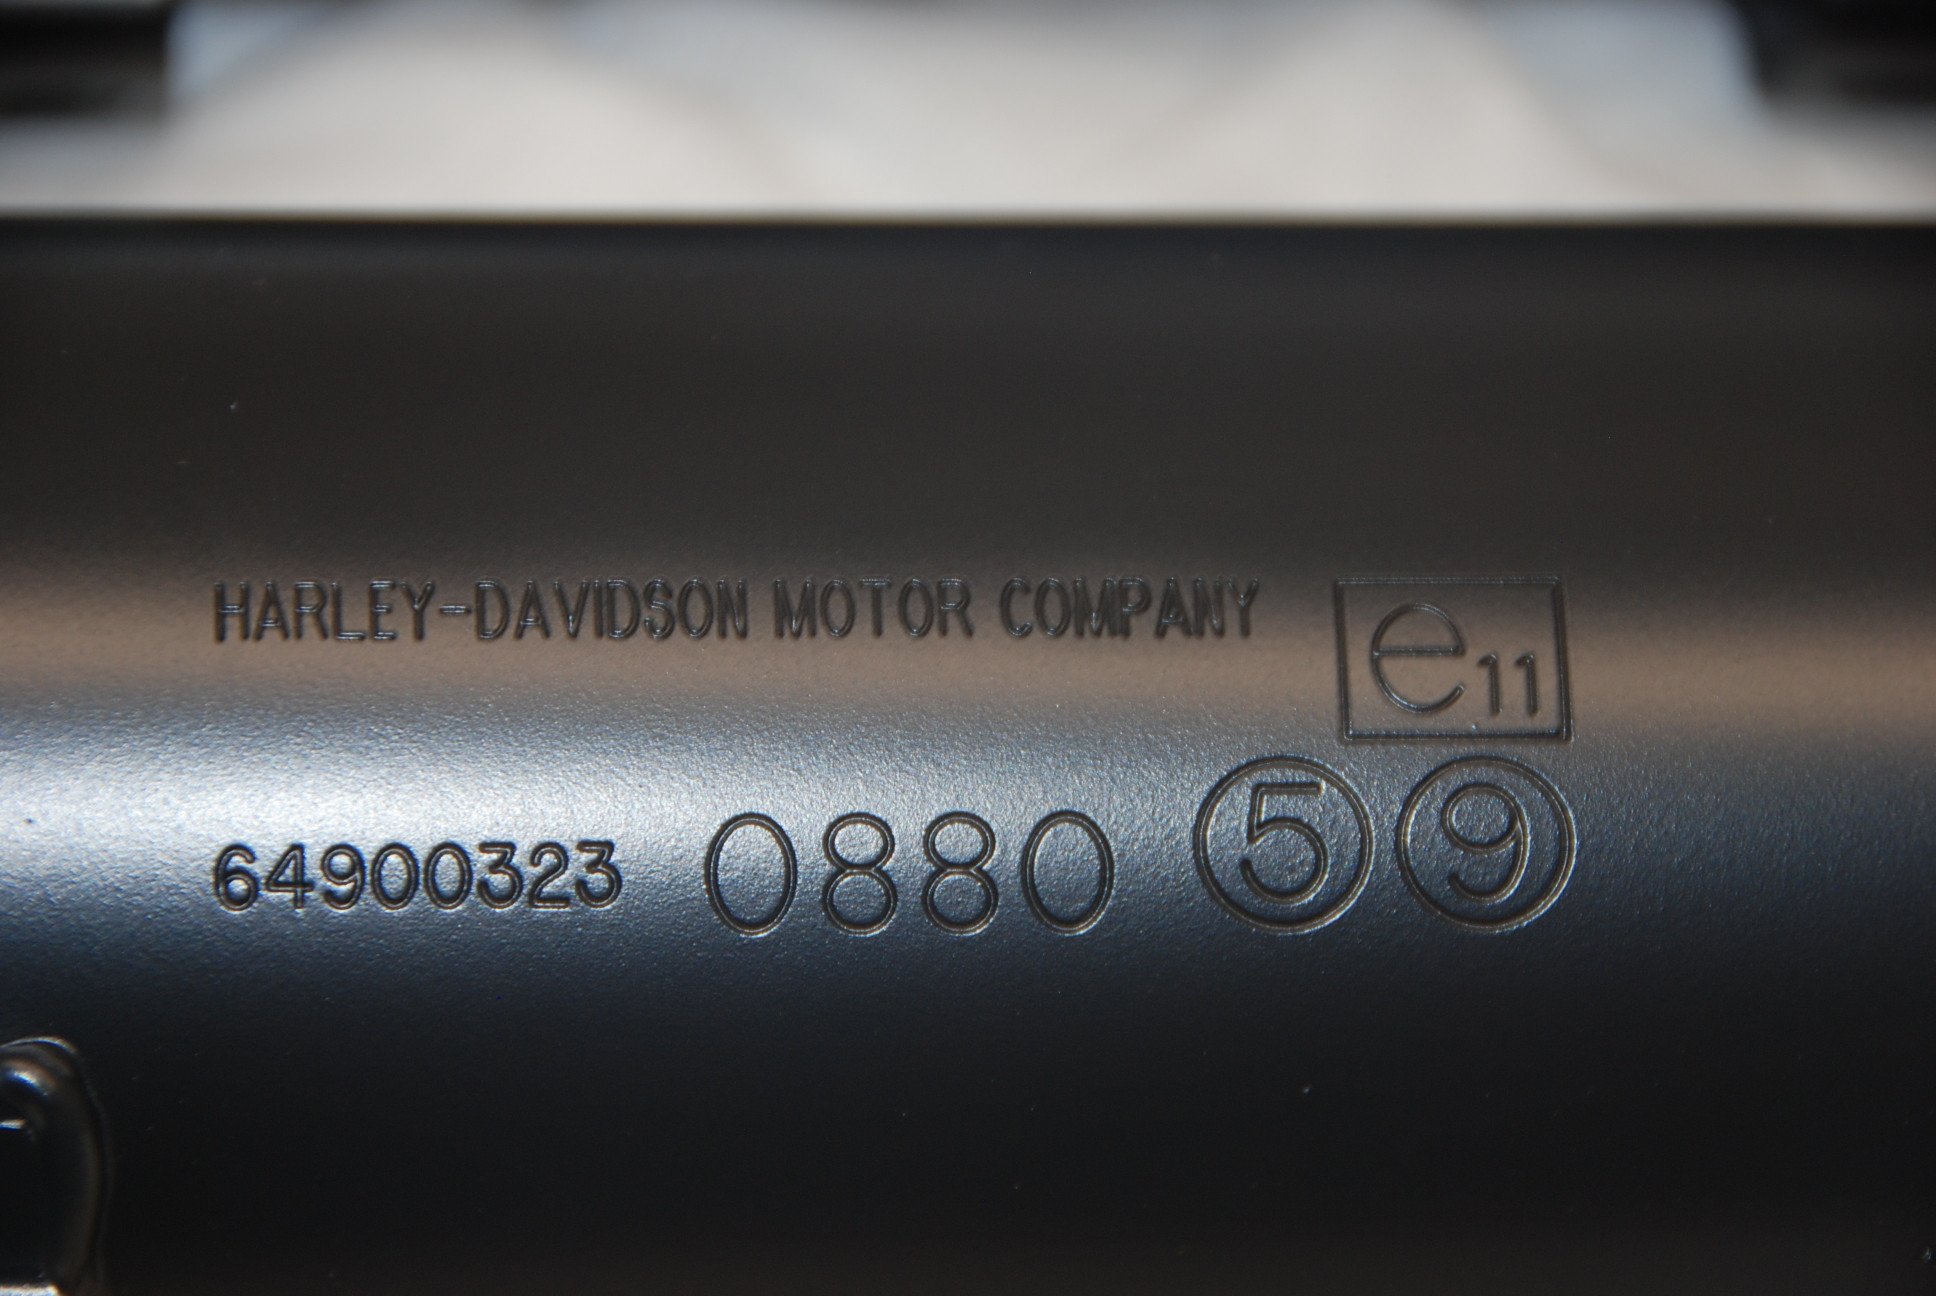 HARLEY-DAVIDSON MOTOR COMPANY e11
64900323 0880 5 9